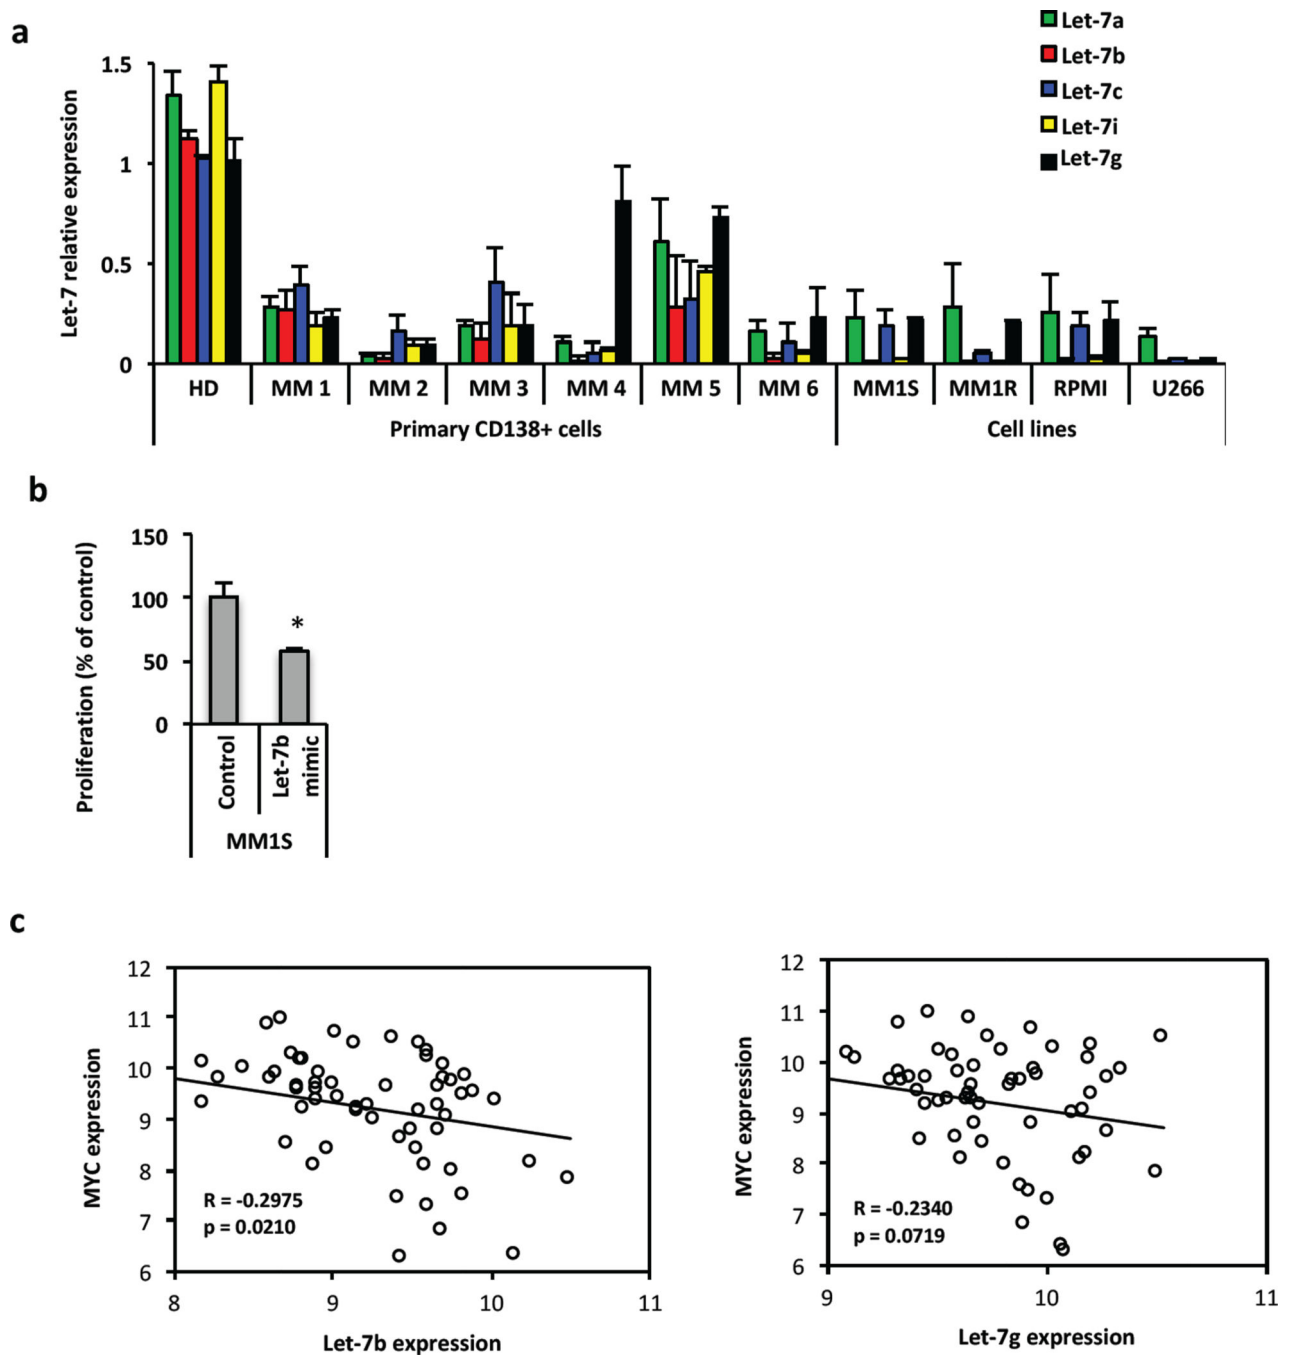 a
Let-7a
Let-7b
Let-7c
Let-7i
Let-7g
Let-7 relative expression
1.5
1
0.5
0
HD MM 1 MM 2 MM 3 MM 4 MM 5 MM 6 MM1S MM1R RPMI U266
Primary CD138+ cells Cell lines
b
Proliferation (% of control)
150
100
50
0
*
Control
Let-7b
mimic
MM1S
c
MYC expression
12
11
10
9
8
7
6
R = -0.2975
p = 0.0210
8 9 10 11
Let-7b expression
MYC expression
12
11
10
9
8
7
6
R = -0.2340
p = 0.0719
9 10 11
Let-7g expression